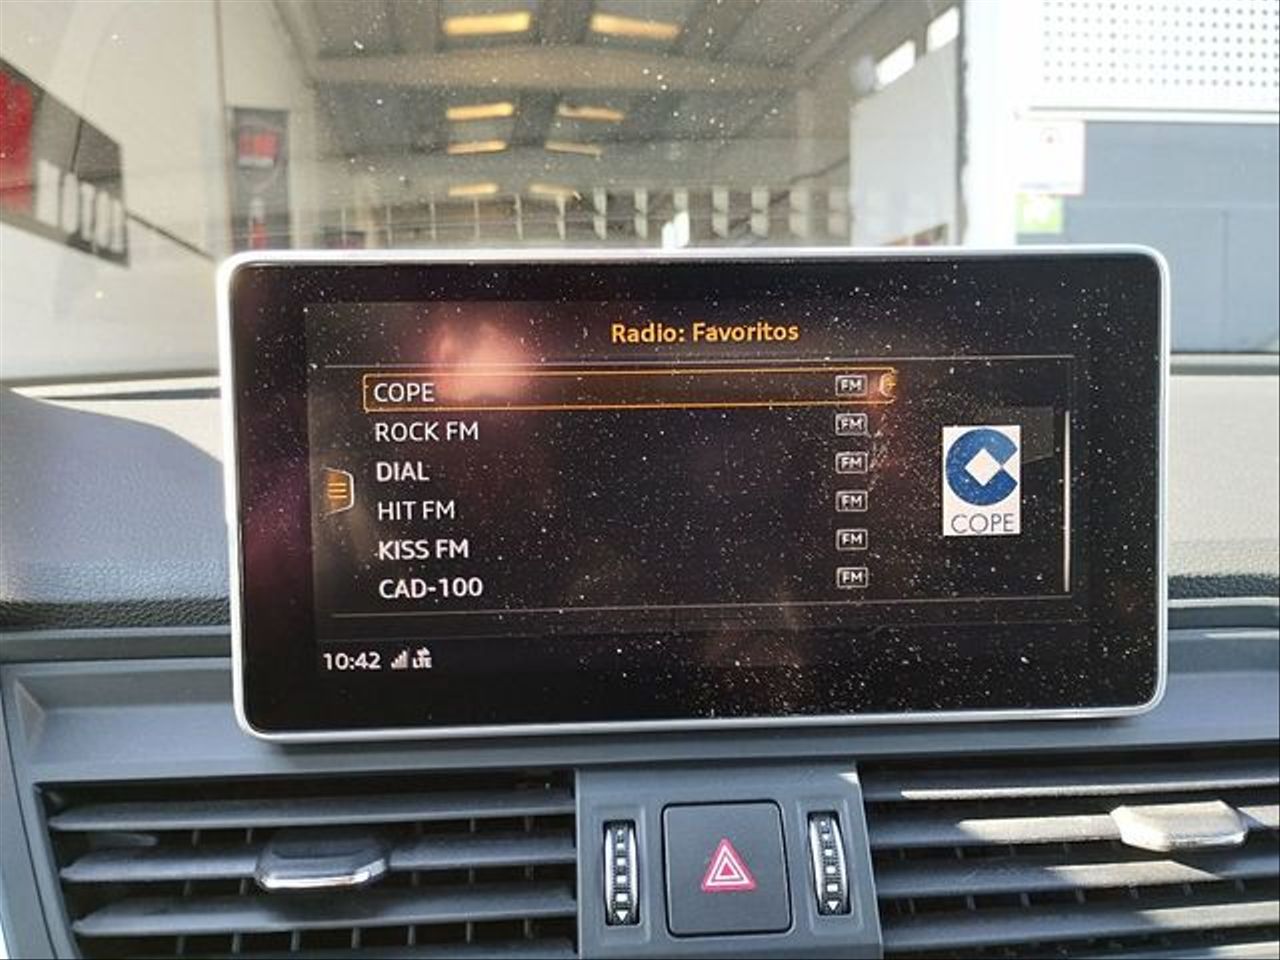 Radio: Favoritos
COPE FM
ROCK FM FM
DIAL FM
HIT FM FM
KISS FM FM
CAD-100 FM
COPE
10:42 LTE